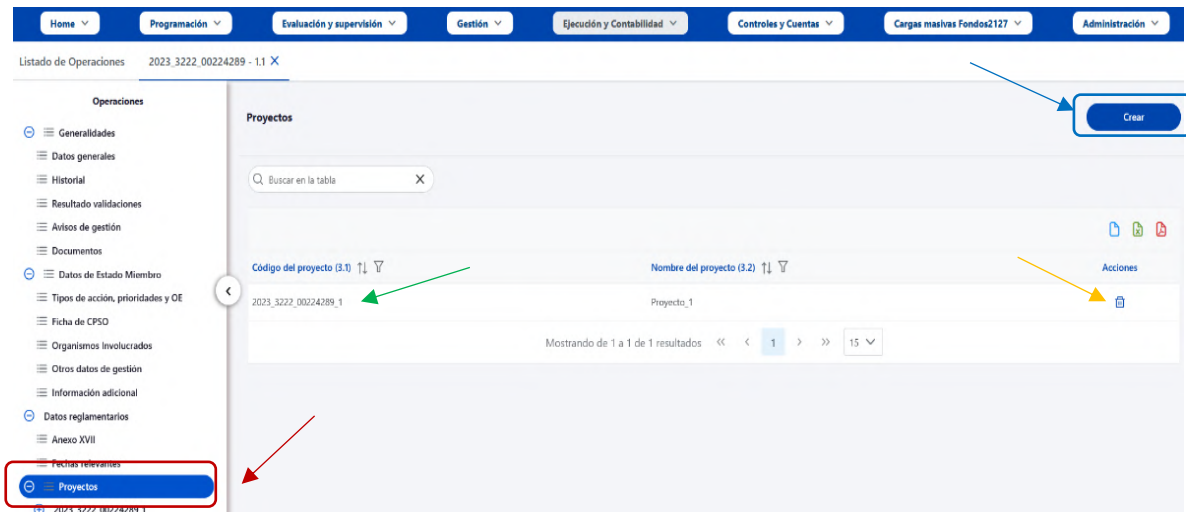 Home Programación Evaluación y supervisión Gestión Ejecución y Contabilidad Controles y Cuentas Cargas masivas Fondos2127 Administración
Listado de Operaciones 2023_3222_00224289 - 1.1 X
Operaciones
Generalidades
Datos generales
Historial
Resultado validaciones
Avisos de gestión
Documentos
Datos de Estado Miembro
Tipos de acción, prioridades y OE
Ficha de CPSO
Organismos Involucrados
Otros datos de gestión
Información adicional
Datos reglamentarios
Anexo XVII
Fechas relevantes
Proyectos
2023_3222_00224289_1
Proyectos
Crear
Buscar en la tabla X
Código del proyecto (3.1) Nombre del proyecto (3.2) Acciones
2023_3222_00224289_1 Proyecto_1
Mostrando de 1 a 1 de 1 resultados « < 1 > » 15